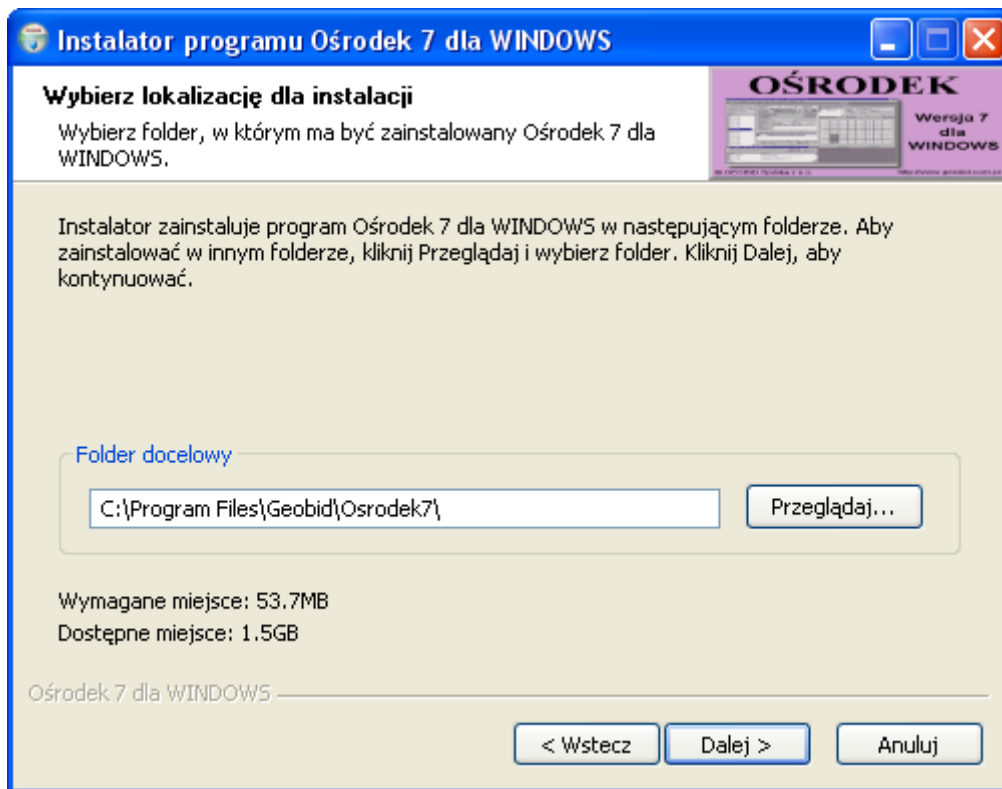 Instalator programu Ośrodek 7 dla WINDOWS
Wybierz lokalizację dla instalacji
Wybierz folder, w którym ma być zainstalowany Ośrodek 7 dla
WINDOWS.
OŚRODEK
Wersja 7
dla
WINDOWS
Instalator zainstaluje program Ośrodek 7 dla WINDOWS w następującym folderze. Aby
zainstalować w innym folderze, kliknij Przeglądaj i wybierz folder. Kliknij Dalej, aby
kontynuować.
Folder docelowy
C:\Program Files\Geobid\Osrodek7\
Przeglądaj...
Wymagane miejsce: 53.7MB
Dostępne miejsce: 1.5GB
Ośrodek 7 dla WINDOWS
< Wstecz
Dalej >
Anuluj